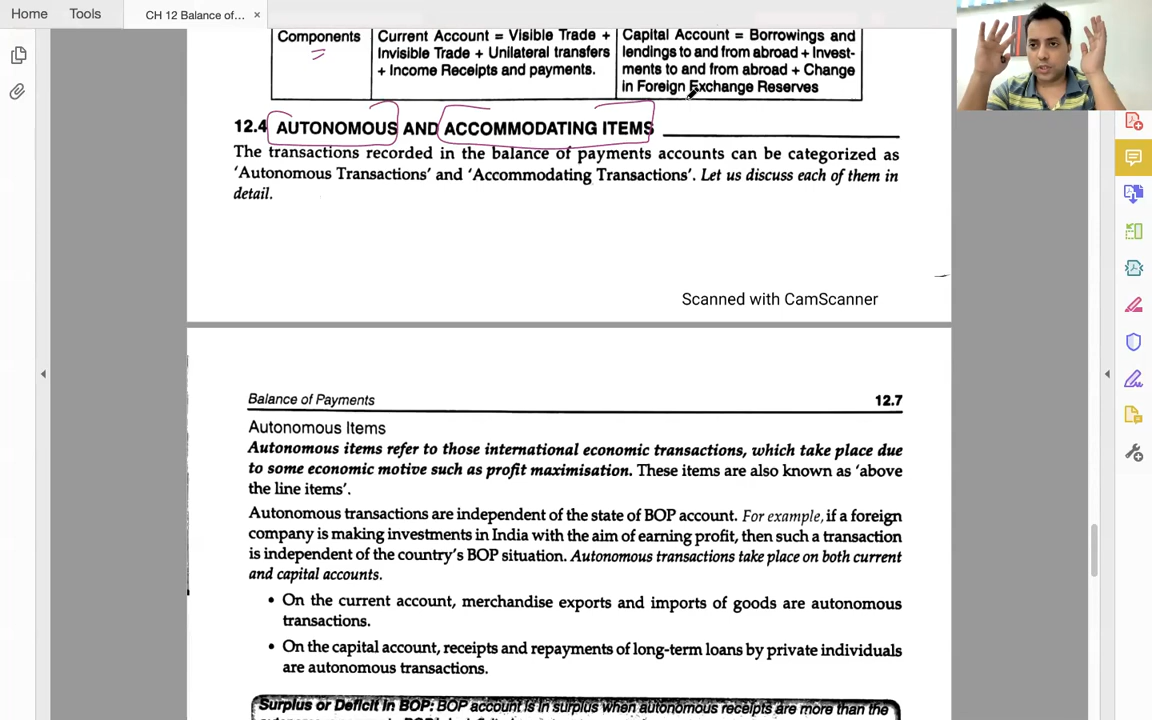 Home Tools CH 12 Balance of... ×
Components
Current Account = Visible Trade +
Invisible Trade + Unilateral transfers
+ Income Receipts and payments.
Capital Account = Borrowings and
lendings to and from abroad + Invest-
ments to and from abroad + Change
in Foreign Exchange Reserves
12.4 AUTONOMOUS AND ACCOMMODATING ITEMS
The transactions recorded in the balance of payments accounts can be categorized as
'Autonomous Transactions' and 'Accommodating Transactions'. Let us discuss each of them in
detail.
Scanned with CamScanner
Balance of Payments 12.7
Autonomous Items
Autonomous items refer to those international economic transactions, which take place due
to some economic motive such as profit maximisation. These items are also known as 'above
the line items'.
Autonomous transactions are independent of the state of BOP account. For example, if a foreign
company is making investments in India with the aim of earning profit, then such a transaction
is independent of the country's BOP situation. Autonomous transactions take place on both current
and capital accounts.
• On the current account, merchandise exports and imports of goods are autonomous
transactions.
• On the capital account, receipts and repayments of long-term loans by private individuals
are autonomous transactions.
Surplus or Deficit in BOP: BOP account is in surplus when autonomous receipts are more than the